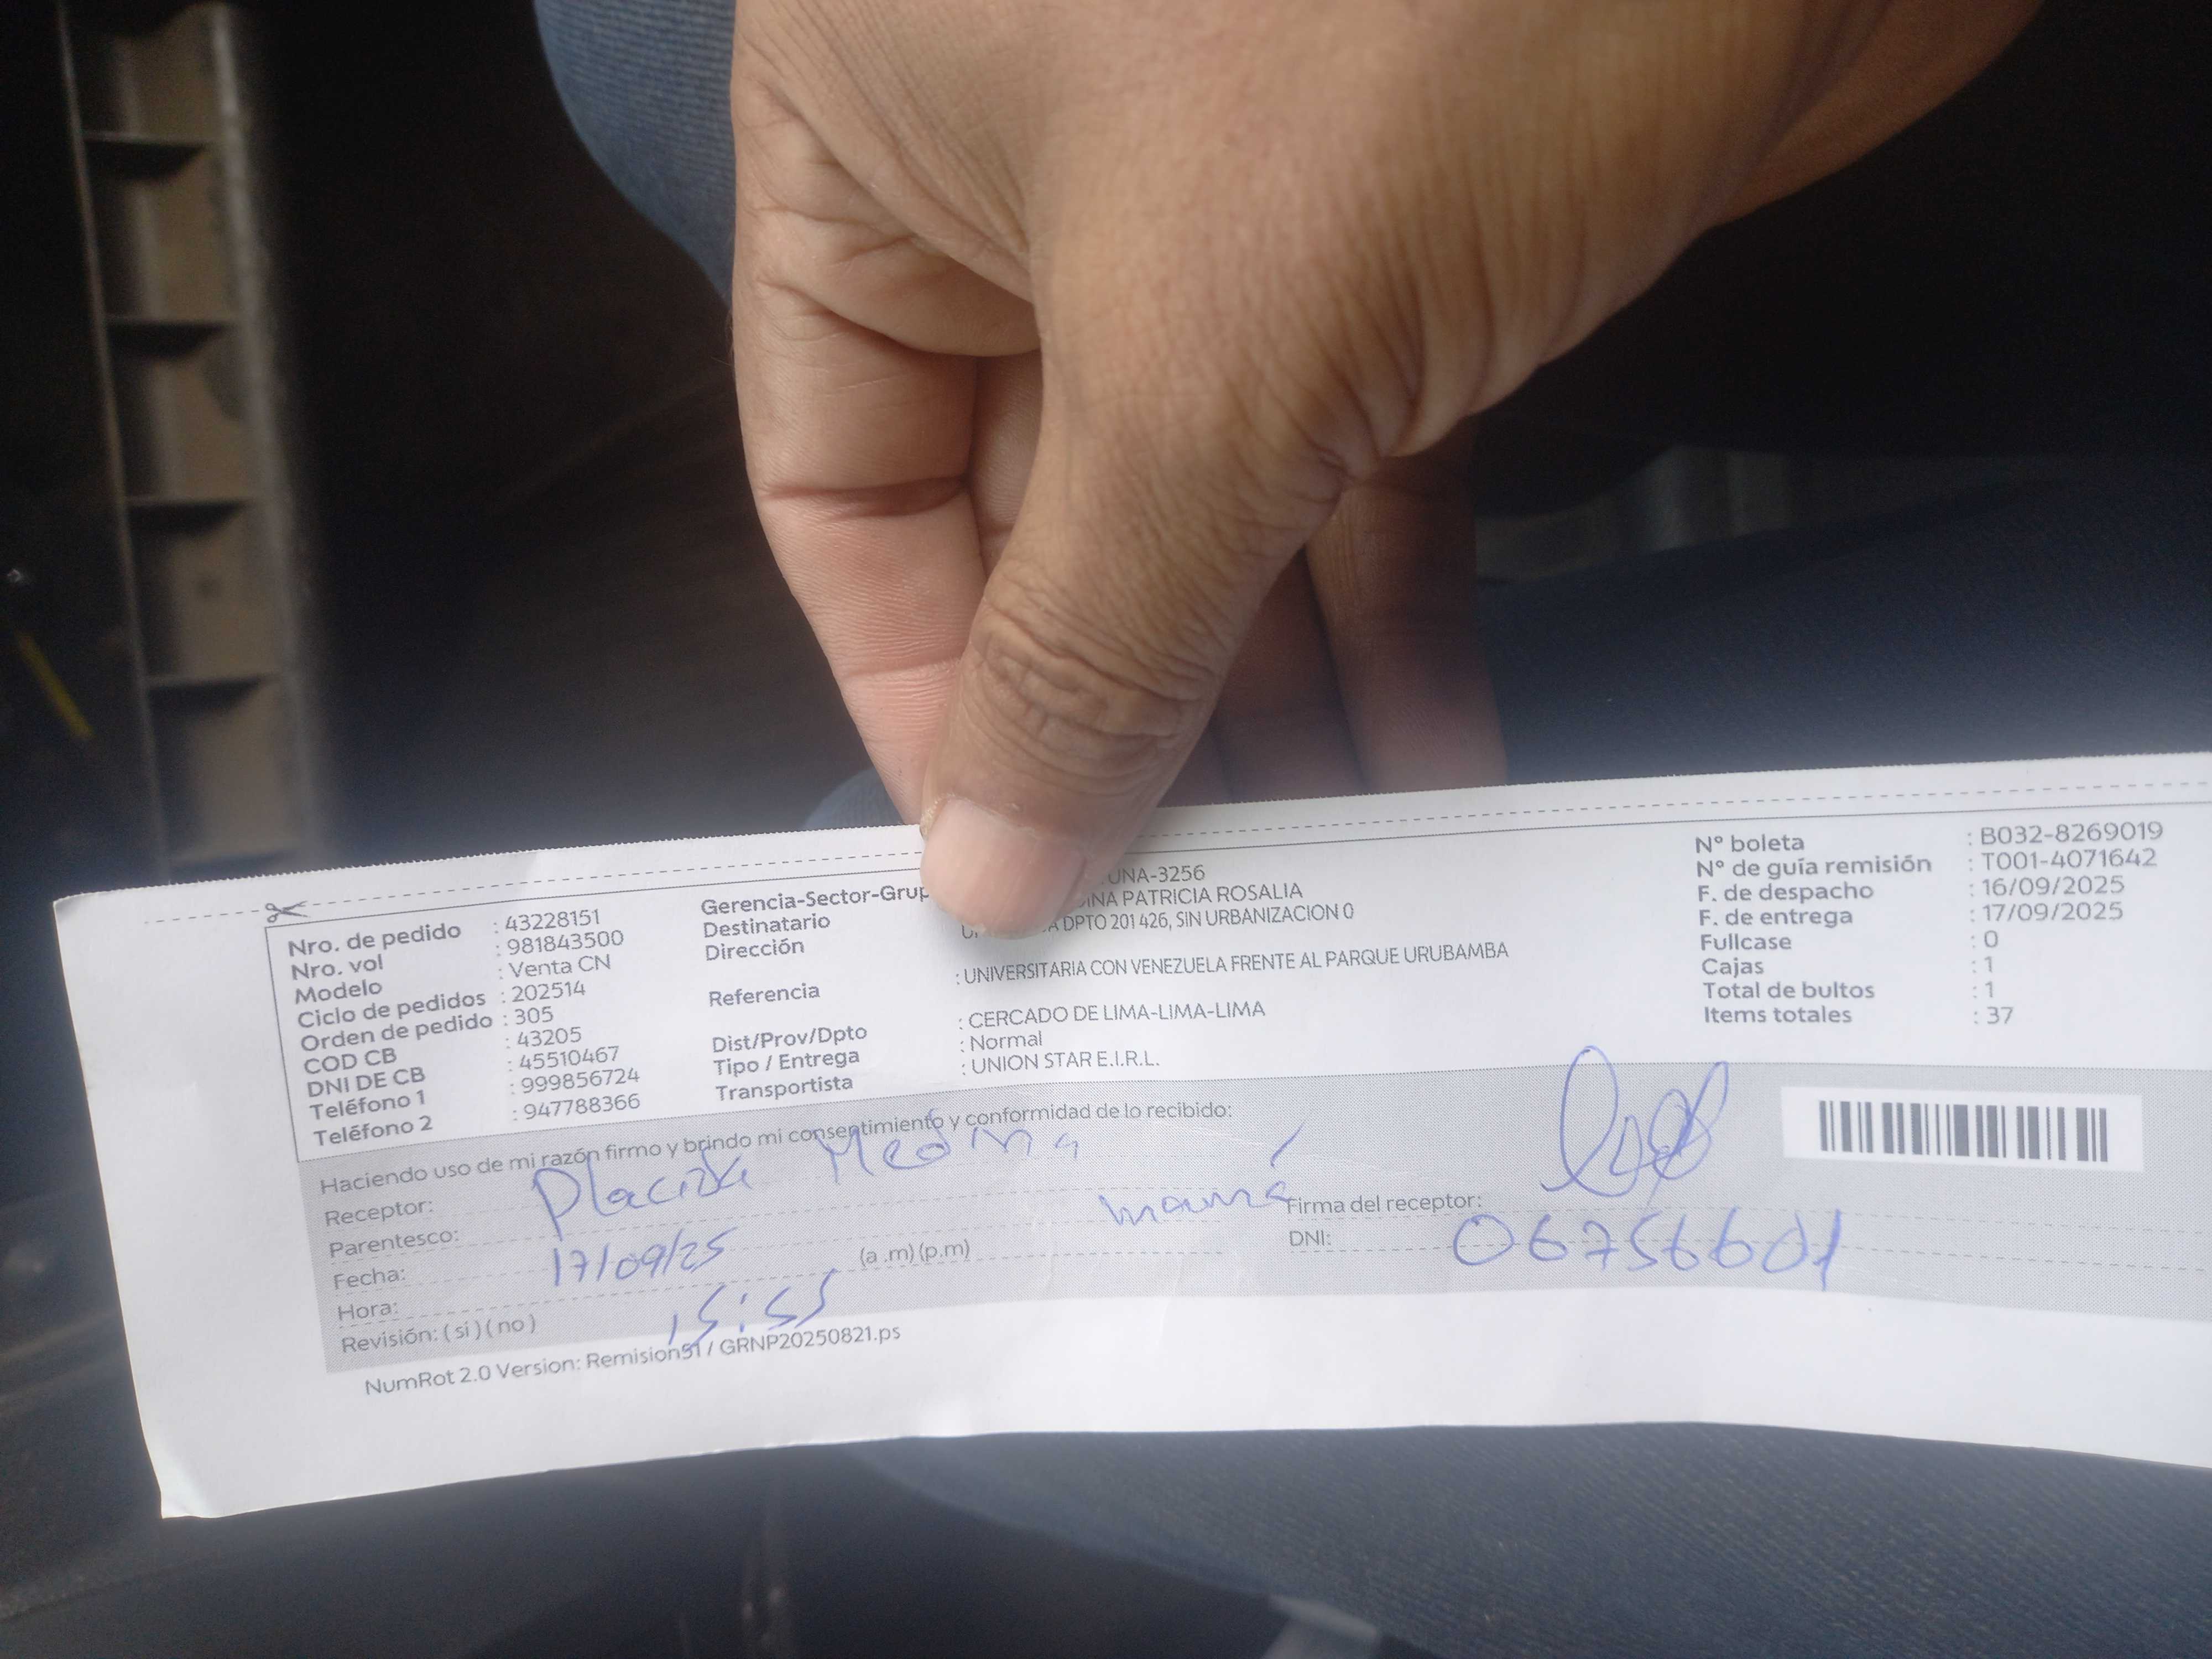 Nro. de pedido : 43228151
Nro. vol : 981843500
Modelo : Venta CN
Ciclo de pedidos : 202514
Orden de pedido : 305
COD CB : 43205
DNI DE CB : 45510467
Teléfono 1 : 999856724
Teléfono 2 : 947788366
Gerencia-Sector-Grup UNA-3256
Destinatario PATRICIA ROSALIA
Dirección DPTO 201 426, SIN URBANIZACION 0
Referencia : UNIVERSITARIA CON VENEZUELA FRENTE AL PARQUE URUBAMBA
Dist/Prov/Dpto : CERCADO DE LIMA-LIMA-LIMA
Tipo / Entrega : Normal
Transportista : UNION STAR E.I.R.L.
N° boleta : B032-8269019
N° de guía remisión : T001-4071642
F. de despacho : 16/09/2025
F. de entrega : 17/09/2025
Fullcase : 0
Cajas : 1
Total de bultos : 1
Items totales : 37
Haciendo uso de mi razón firmo y brindo mi consentimiento y conformidad de lo recibido:
Receptor: Placida Medina
Parentesco: mamá
Fecha: 17/09/25
Hora: 15:55 (a .m) (p.m)
Revisión: ( si ) ( no )
Firma del receptor:
DNI: 06756601
NumRot 2.0 Version: Remision51 / GRNP20250821.ps